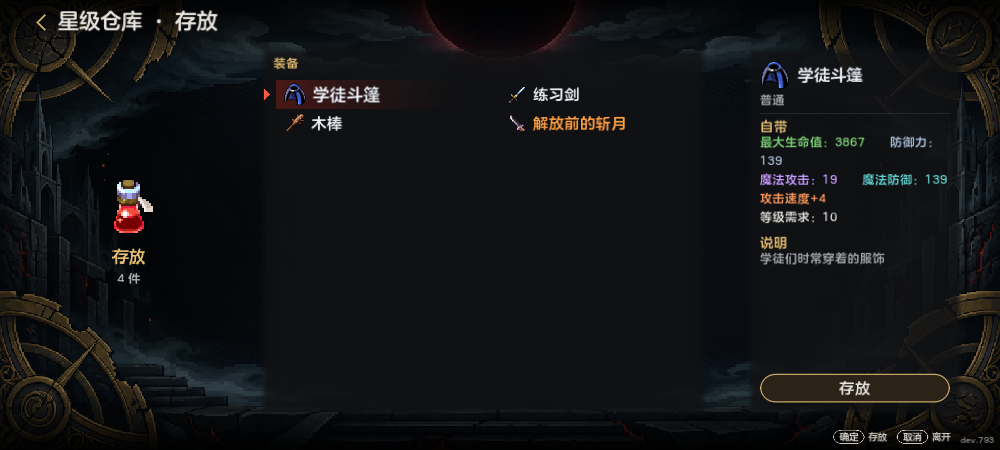 星级仓库 · 存放
装备
学徒斗篷
练习剑
木棒
解放前的斩月
存放
4 件
学徒斗篷
普通
自带
最大生命值：3867 防御力：
139
魔法攻击：19 魔法防御：139
攻击速度+4
等级需求：10
说明
学徒们时常穿着的服饰
存放
确定 存放 取消 离开 dev.793